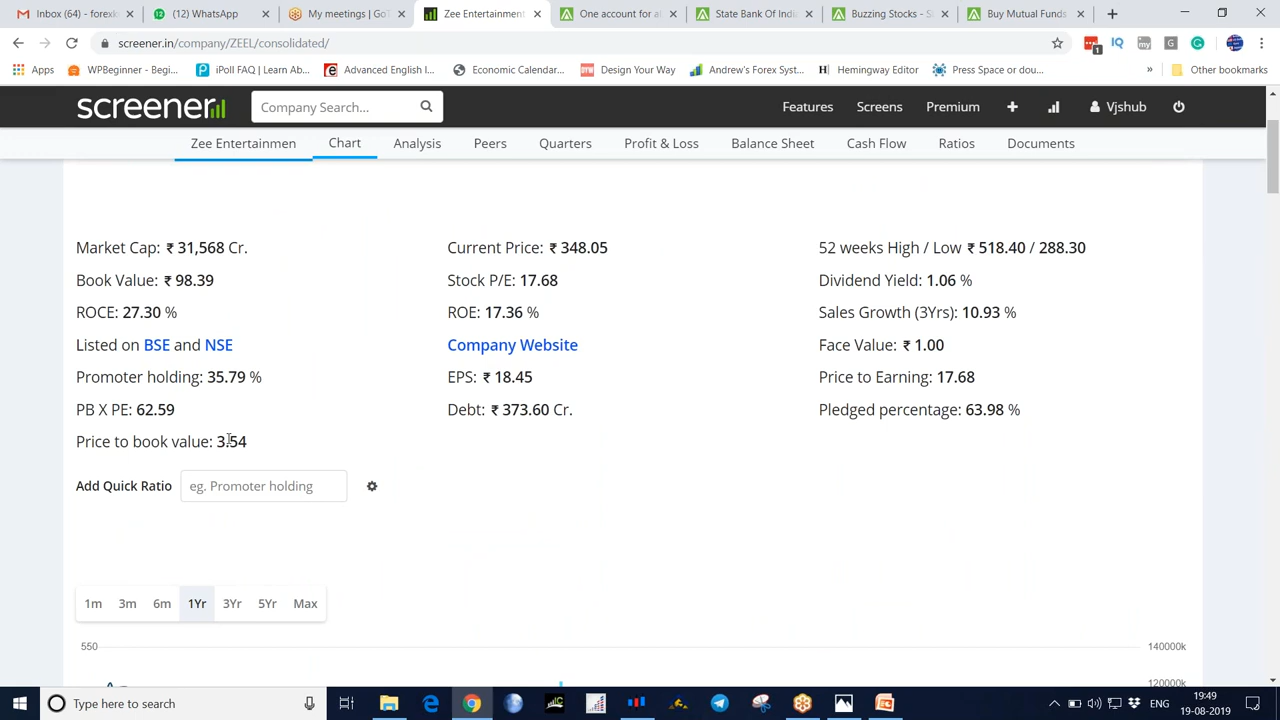 Inbox (64) - forexk
(12) WhatsApp
My meetings | GoT
Zee Entertainment
One account for al
State Bank Of Indi
Buzzing Stocks - S
Buy Mutual Funds
screener.in/company/ZEEL/consolidated/
1
IQ
my
G
Apps
WPBeginner - Begi...
iPoll FAQ | Learn Ab...
Advanced English I...
Economic Calendar...
Design Your Way
Andrew's Forex Syst...
Hemingway Editor
Press Space or dou...
»
Other bookmarks
screener
Company Search...
Features
Screens
Premium
Vjshub
Zee Entertainmen
Chart
Analysis
Peers
Quarters
Profit & Loss
Balance Sheet
Cash Flow
Ratios
Documents
Market Cap: ₹ 31,568 Cr.
Current Price: ₹ 348.05
52 weeks High / Low ₹ 518.40 / 288.30
Book Value: ₹ 98.39
Stock P/E: 17.68
Dividend Yield: 1.06 %
ROCE: 27.30 %
ROE: 17.36 %
Sales Growth (3Yrs): 10.93 %
Listed on BSE and NSE
Company Website
Face Value: ₹ 1.00
Promoter holding: 35.79 %
EPS: ₹ 18.45
Price to Earning: 17.68
PB X PE: 62.59
Debt: ₹ 373.60 Cr.
Pledged percentage: 63.98 %
Price to book value: 3.54
Add Quick Ratio
eg. Promoter holding
1m
3m
6m
1Yr
3Yr
5Yr
Max
550
140000k
120000k
Type here to search
ENG
19:49
19-08-2019